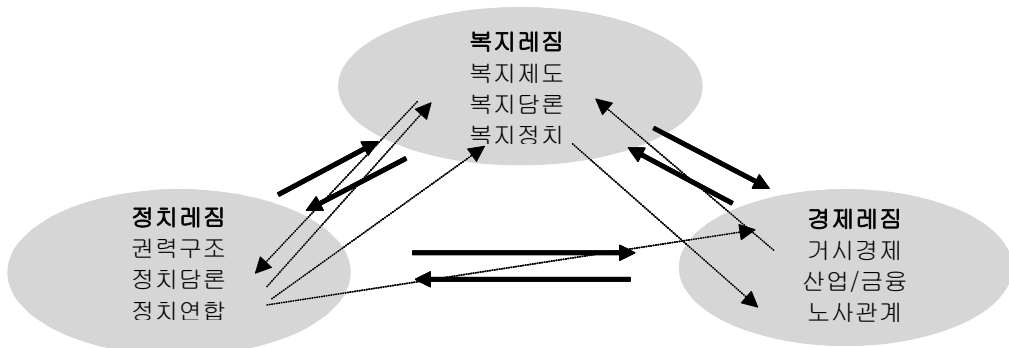 복지레짐
복지제도
복지담론
복지정치
정치레짐
권력구조
정치담론
정치연합
경제레짐
거시경제
산업/금융
노사관계